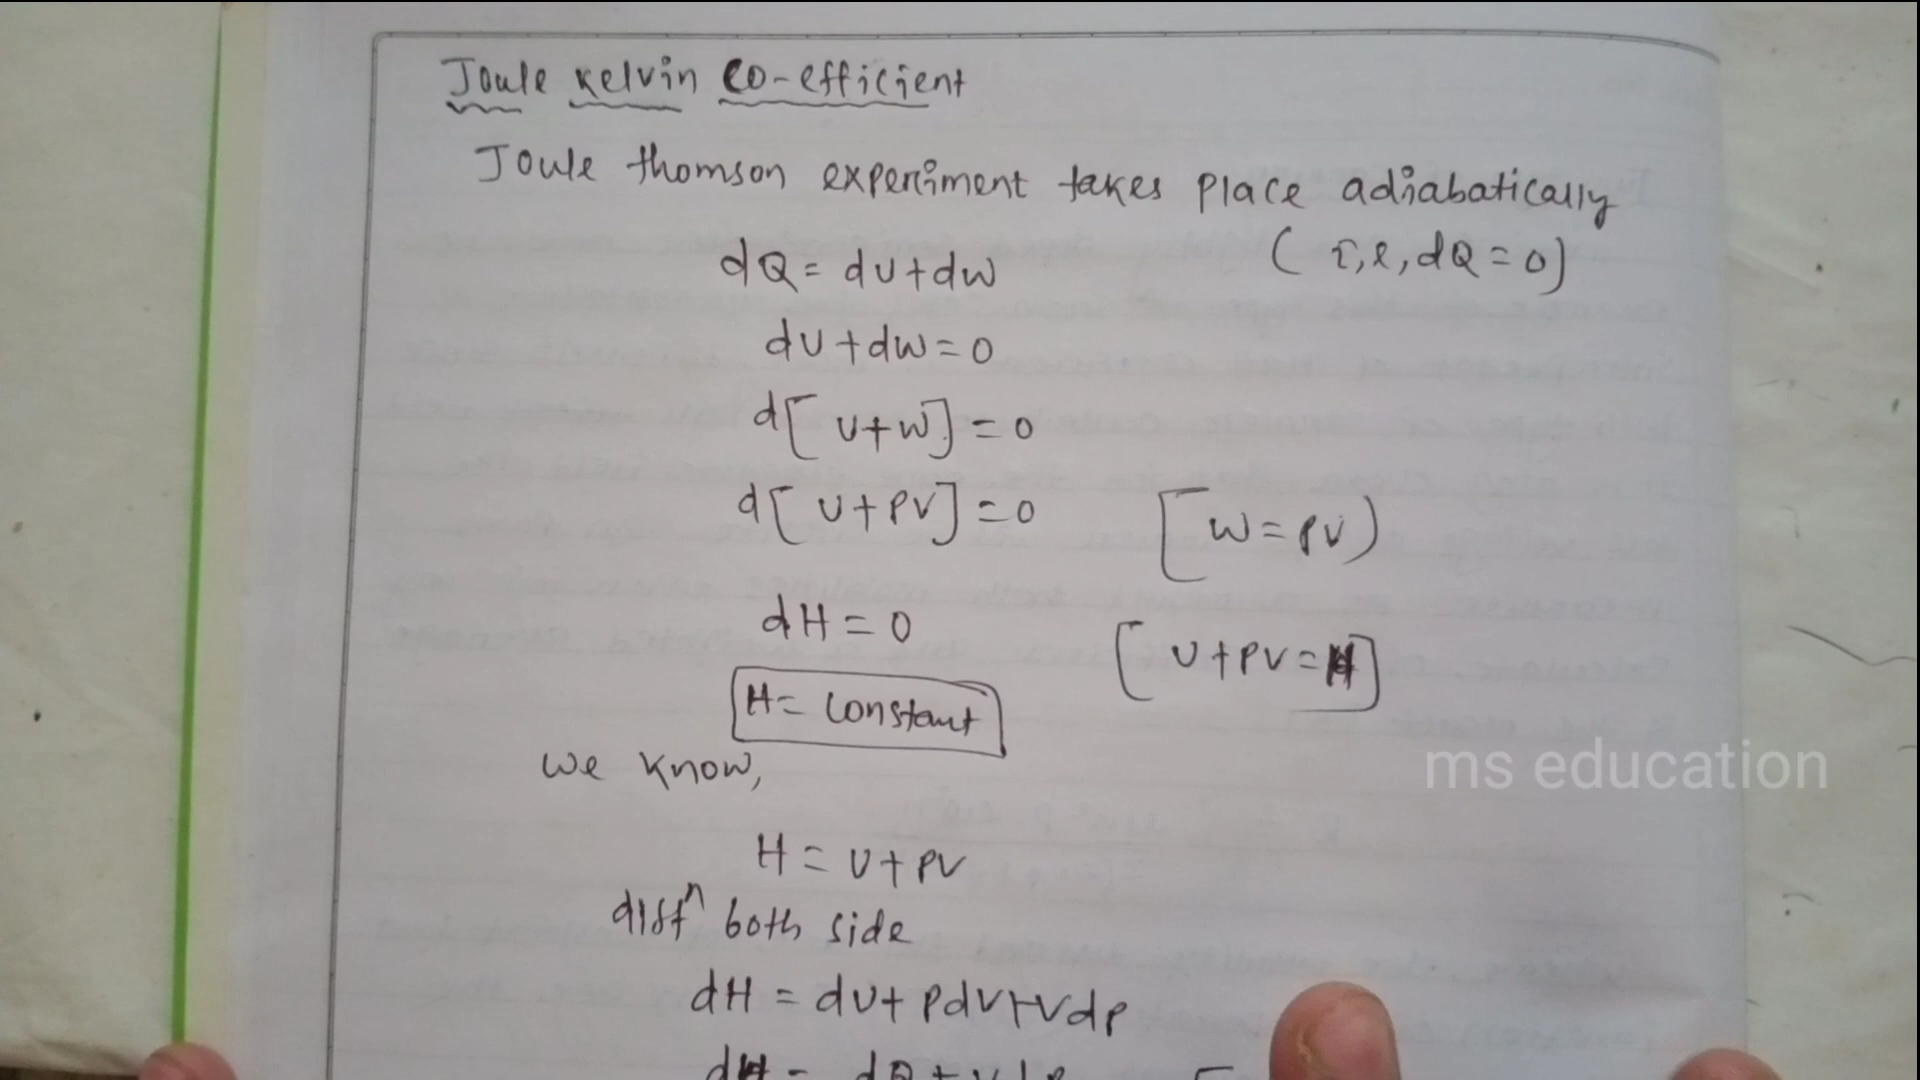 Joule Kelvin Co-efficient
Joule thomson experiment takes place adiabatically
(i,e, dQ = 0)
dQ = dU + dW
dU + dW = 0
d[U + W] = 0
d[U + PV] = 0 [W = PV)
dH = 0 [U + PV = H]
H = Constant
we know,
ms education
H = U + PV
diffⁿ both side
dH = dU + PdV + Vdp